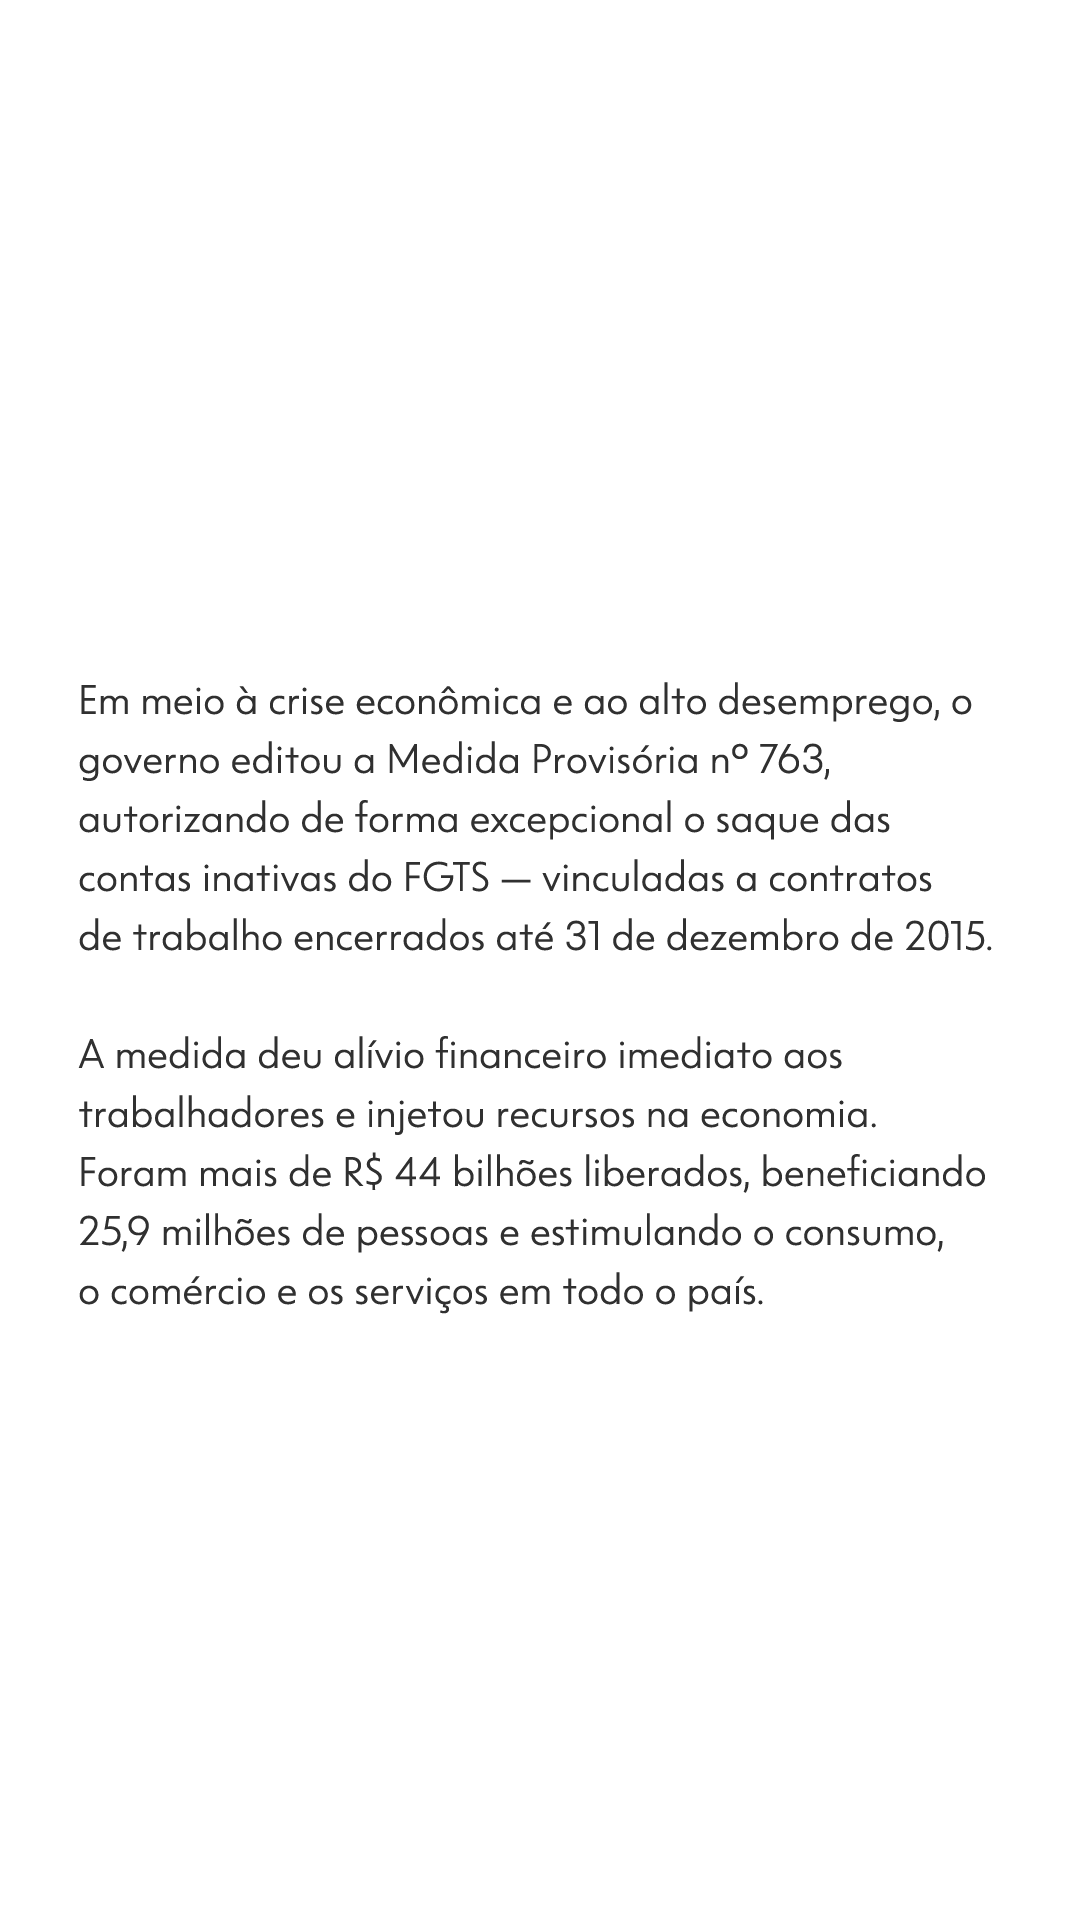 Em meio à crise econômica e ao alto desemprego, o
governo editou a Medida Provisória nº 763,
autorizando de forma excepcional o saque das
contas inativas do FGTS — vinculadas a contratos
de trabalho encerrados até 31 de dezembro de 2015.

A medida deu alívio financeiro imediato aos
trabalhadores e injetou recursos na economia.
Foram mais de R$ 44 bilhões liberados, beneficiando
25,9 milhões de pessoas e estimulando o consumo,
o comércio e os serviços em todo o país.